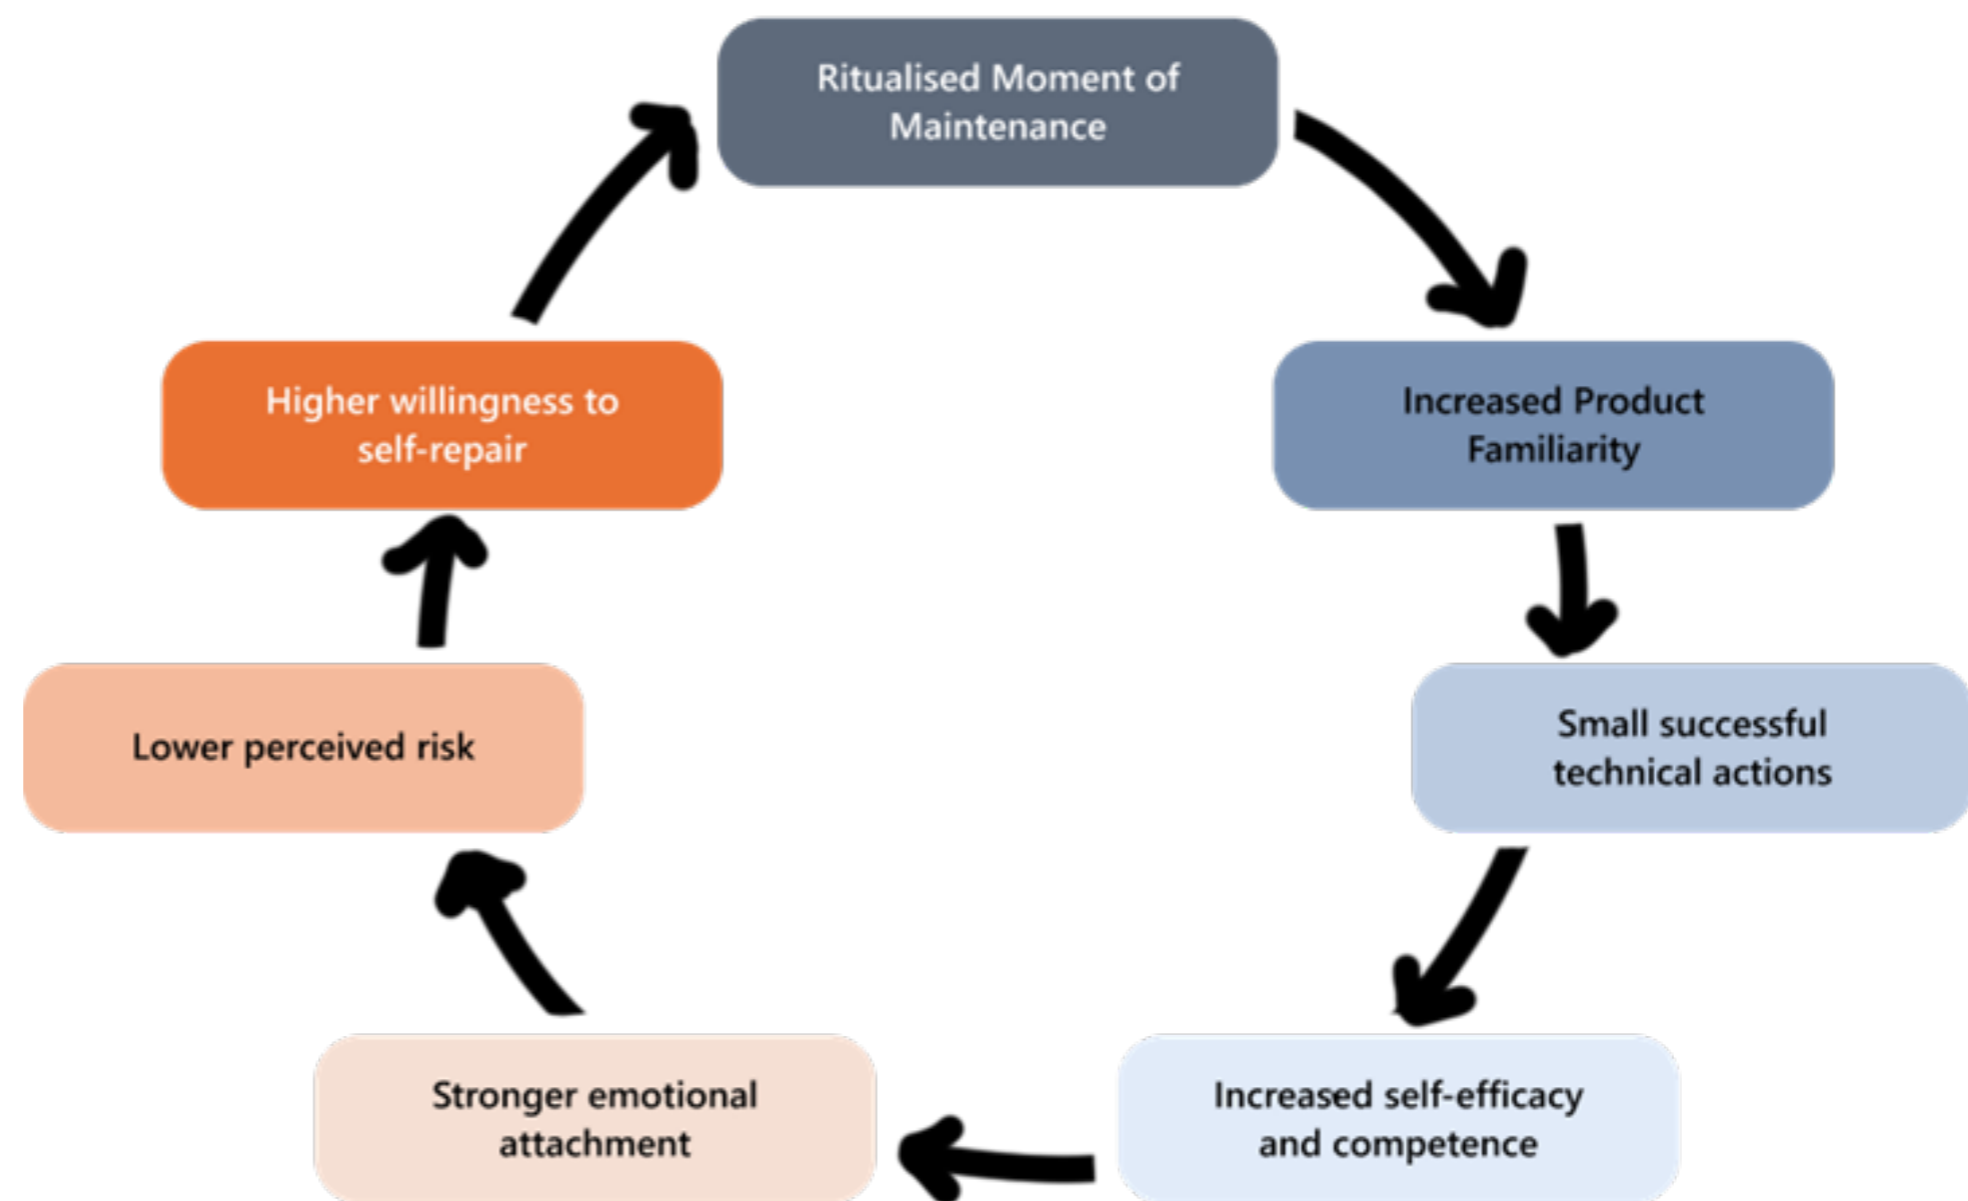 Ritualised Moment of
Maintenance
Increased Product
Familiarity
Small successful
technical actions
Increased self-efficacy
and competence
Stronger emotional
attachment
Lower perceived risk
Higher willingness to
self-repair